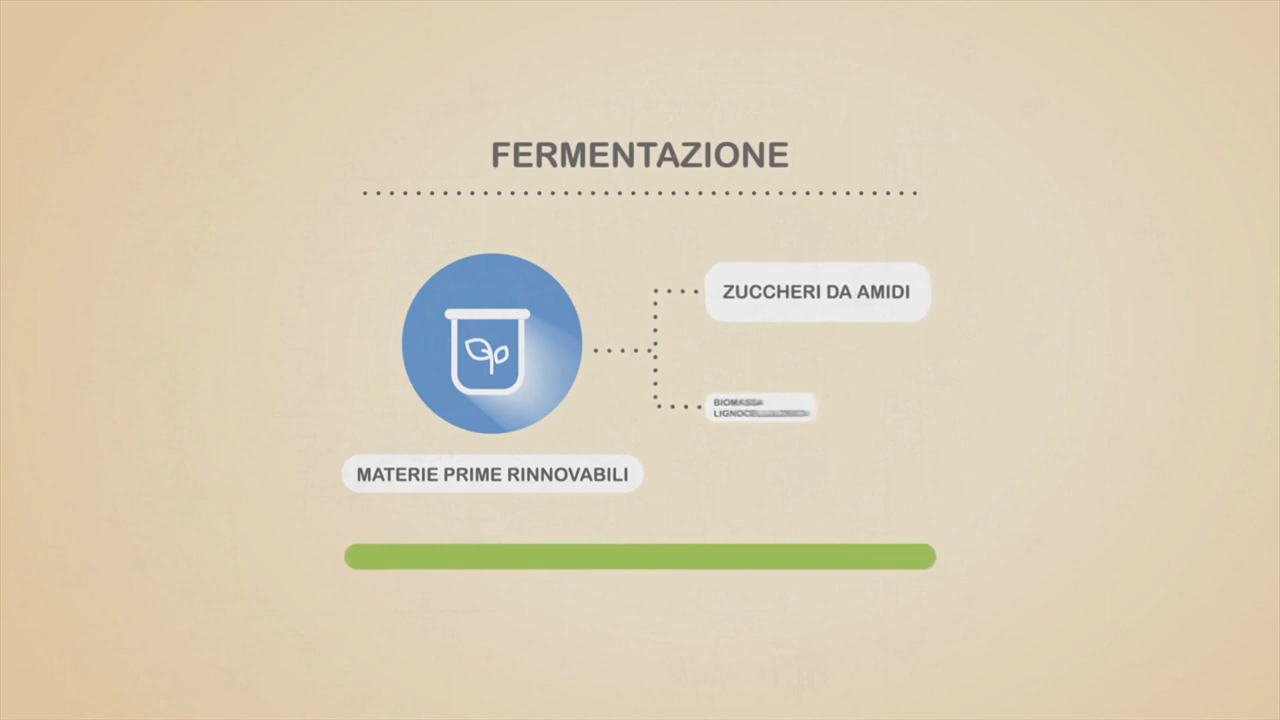 FERMENTAZIONE
ZUCCHERI DA AMIDI
BIOMASSA
MATERIE PRIME RINNOVABILI